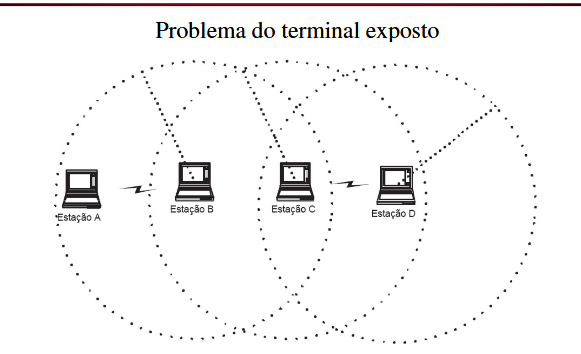 Problema do terminal exposto
Estação A
Estação B
Estação C
Estação D